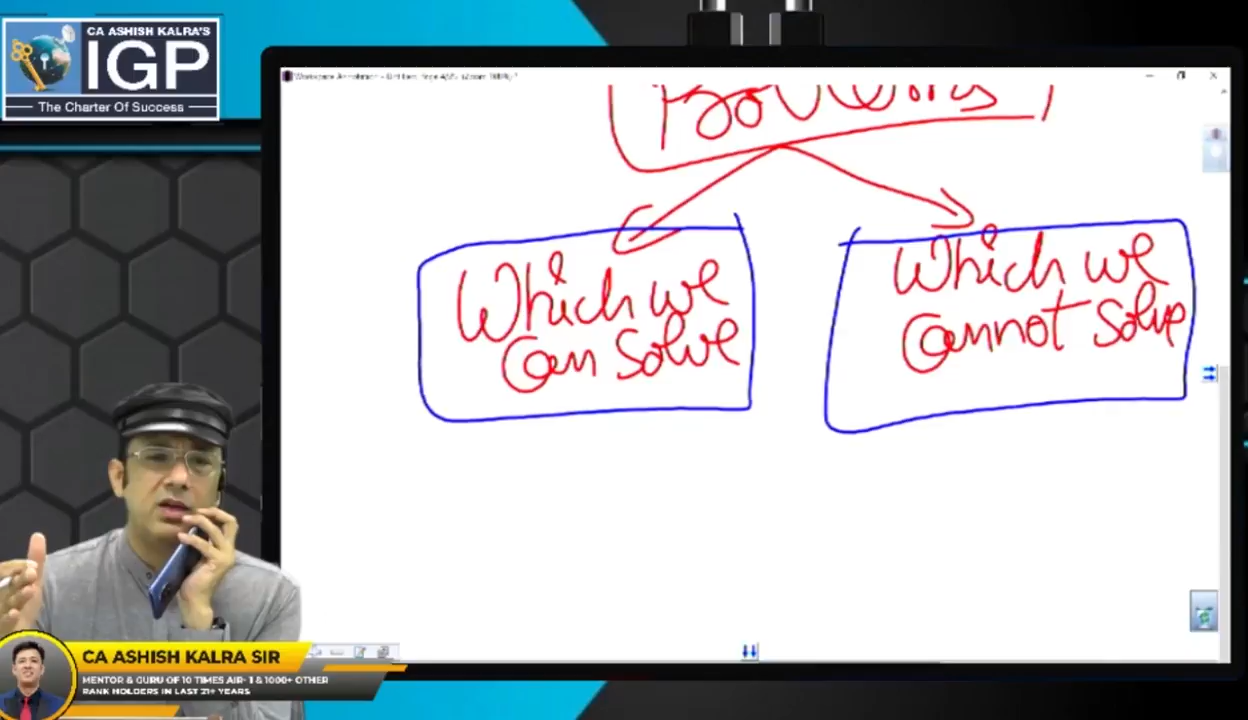 CA ASHISH KALRA'S
IGP
The Charter Of Success
Which we
can solve
Which we
cannot solve
CA ASHISH KALRA SIR
MENTOR & GURU OF 10 TIMES AIR- 1 & 1000+ OTHER
RANK HOLDERS IN LAST 21+ YEARS